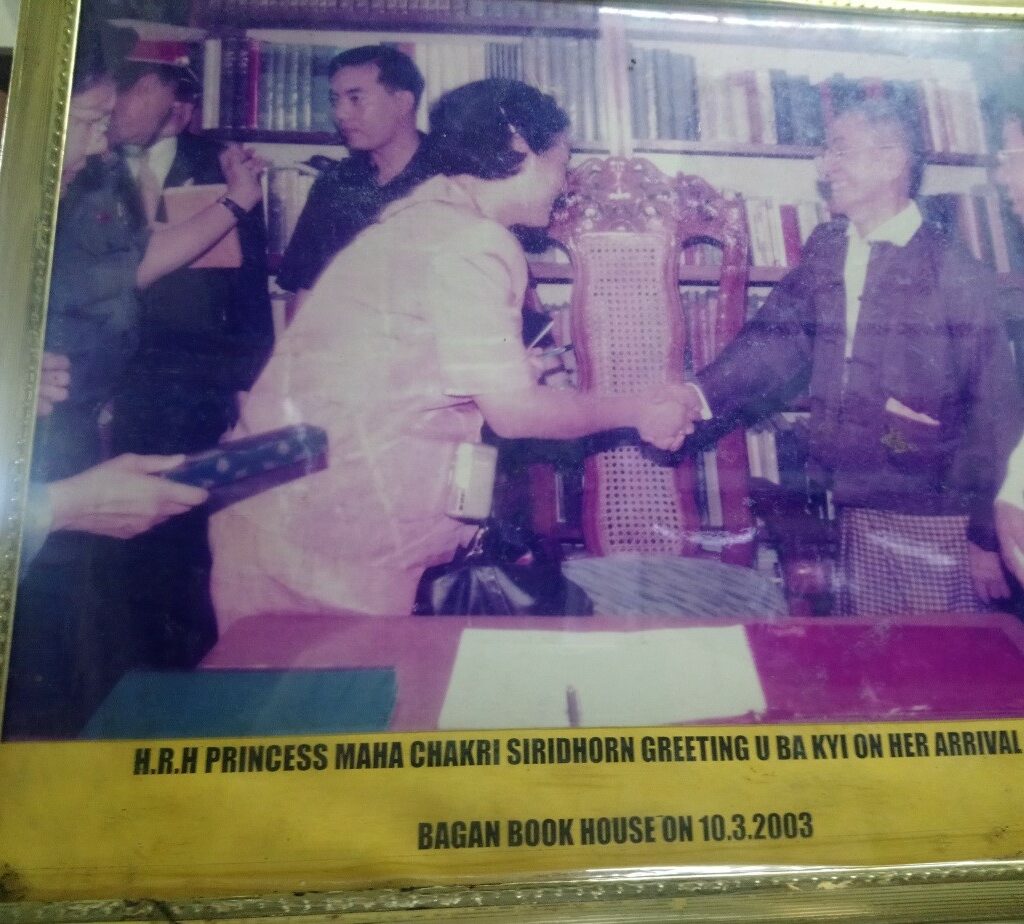 H.R.H PRINCESS MAHA CHAKRI SIRIDHORN GREETING U BA KYI ON HER ARRIVAL
BAGAN BOOK HOUSE ON 10.3.2003